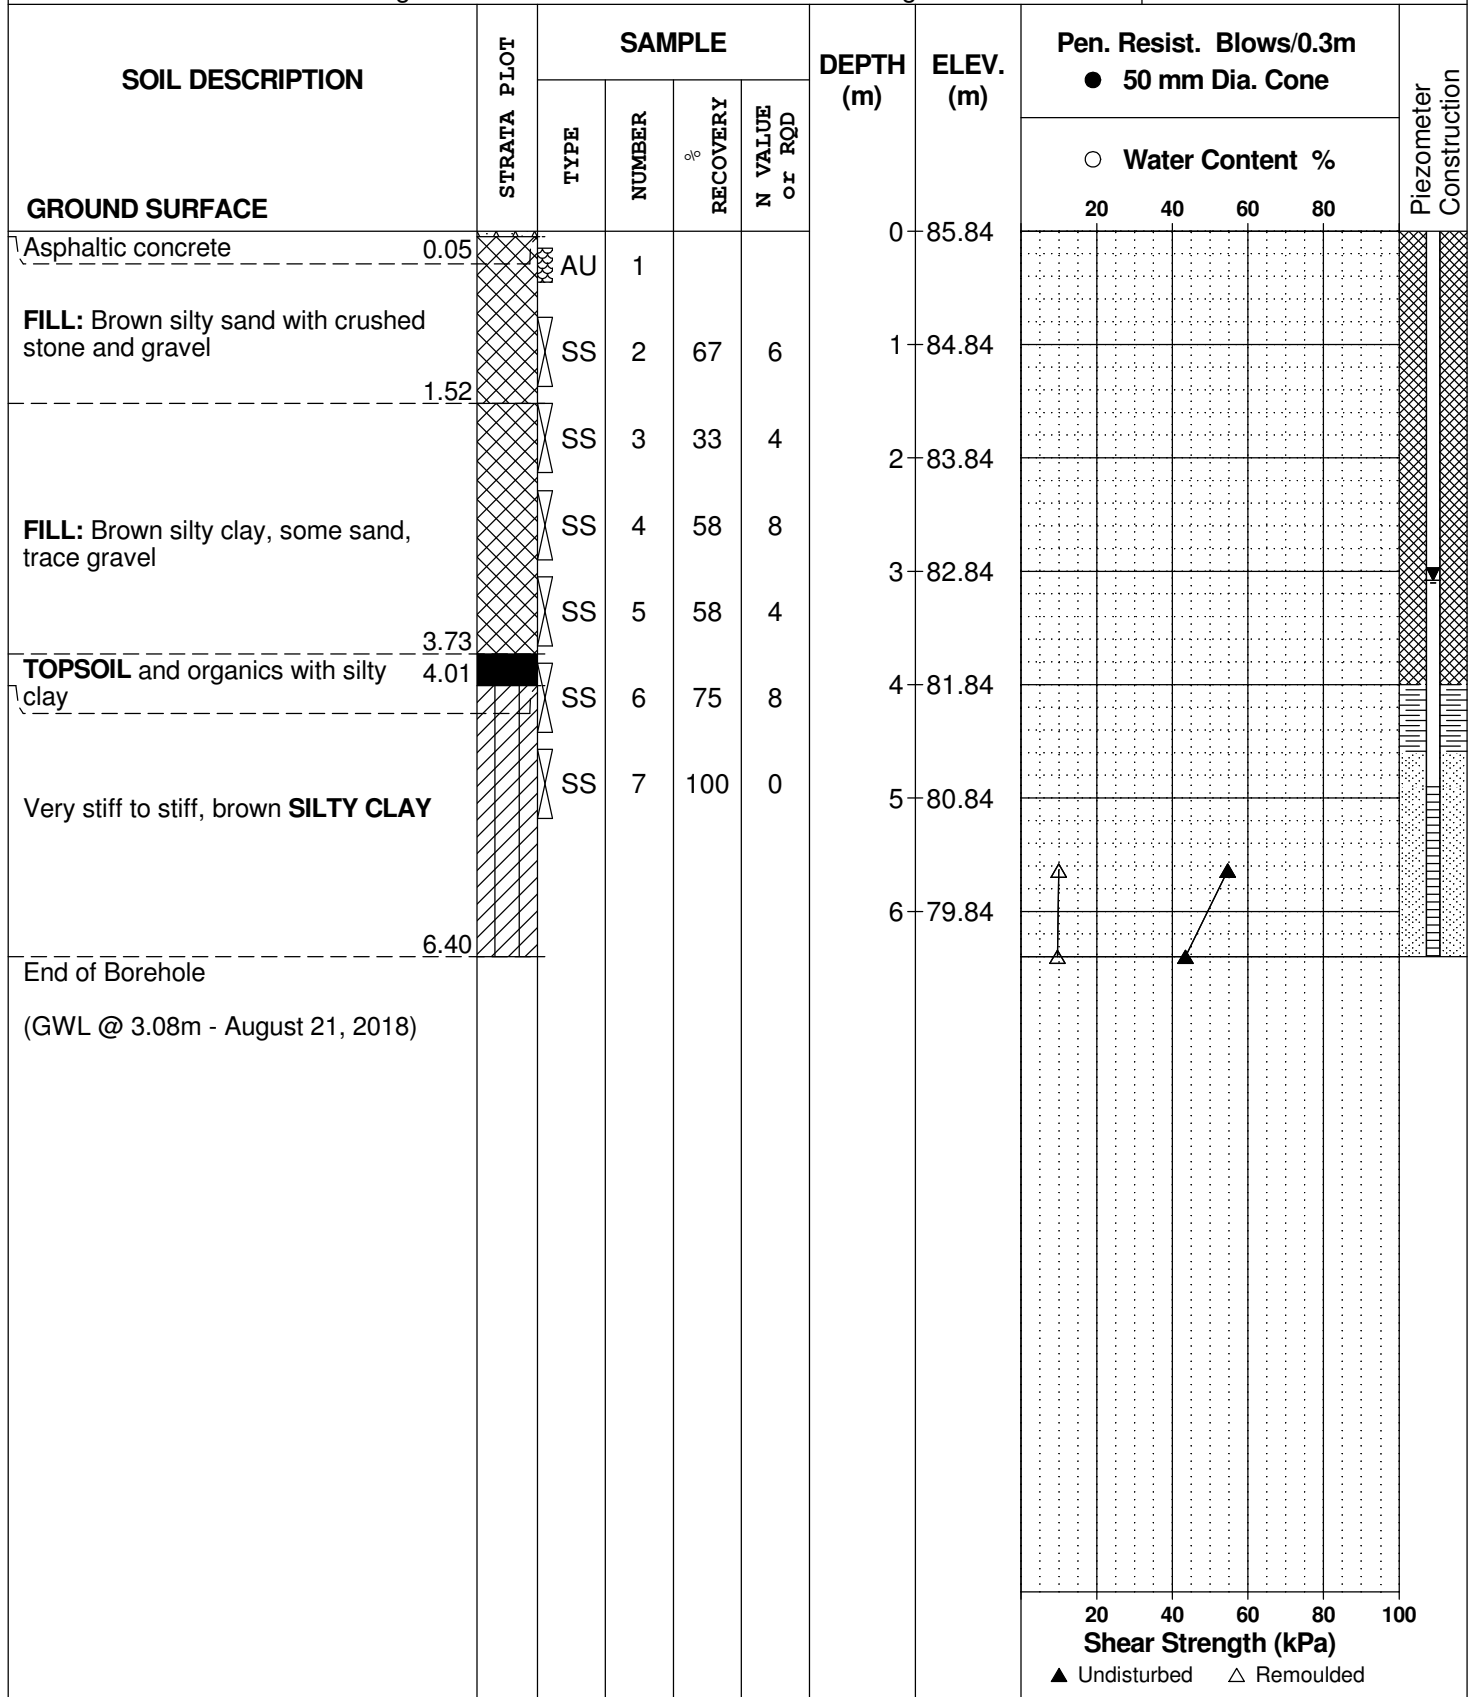 SOIL DESCRIPTION
GROUND SURFACE
STRATA PLOT
SAMPLE
TYPE
NUMBER
% RECOVERY
N VALUE or RQD
DEPTH (m)
ELEV. (m)
Pen. Resist. Blows/0.3m
● 50 mm Dia. Cone
○ Water Content %
20 40 60 80
Piezometer Construction
0 85.84
Asphaltic concrete 0.05
AU 1
FILL: Brown silty sand with crushed
stone and gravel
SS 2 67 6
1 84.84
1.52
SS 3 33 4
2 83.84
FILL: Brown silty clay, some sand,
trace gravel
SS 4 58 8
3 82.84
SS 5 58 4
3.73
TOPSOIL and organics with silty 4.01
clay
SS 6 75 8
4 81.84
SS 7 100 0
5 80.84
Very stiff to stiff, brown SILTY CLAY
6 79.84
6.40
End of Borehole
(GWL @ 3.08m - August 21, 2018)
20 40 60 80 100
Shear Strength (kPa)
▲ Undisturbed △ Remoulded